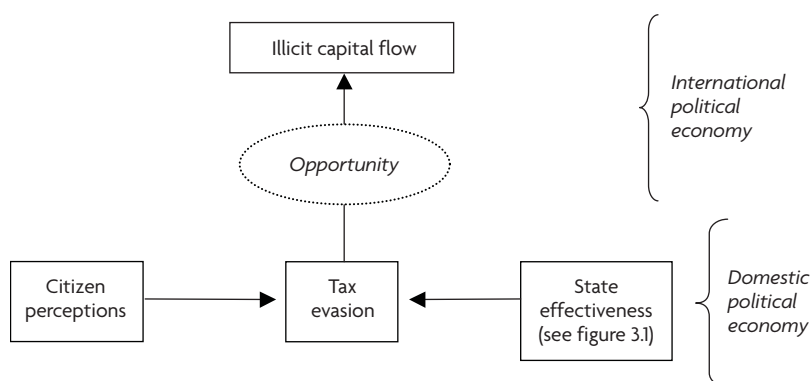 Illicit capital flow
International
political
economy
Opportunity
Citizen
perceptions
Tax
evasion
State
effectiveness
(see figure 3.1)
Domestic
political
economy